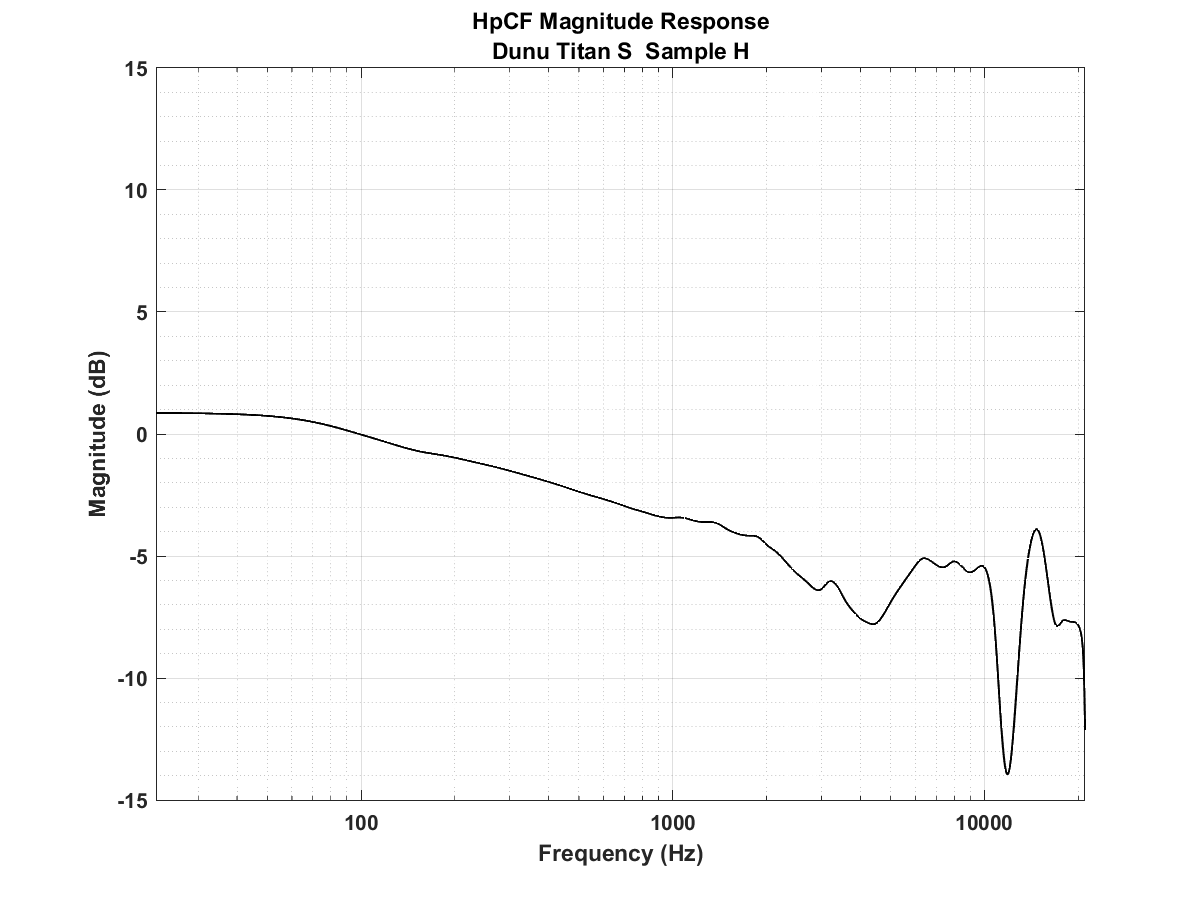 HpCF Magnitude Response
Dunu Titan S  Sample H
15
10
5
0
-5
-10
-15
Magnitude (dB)
100
1000
10000
Frequency (Hz)